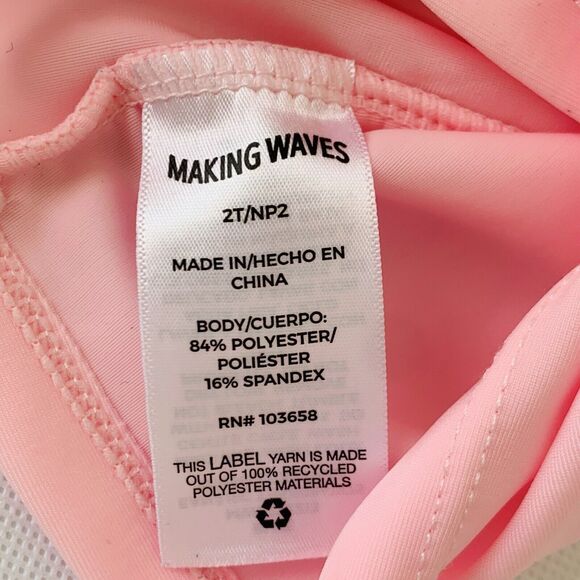 MAKING WAVES
2T/NP2
MADE IN/HECHO EN
CHINA
BODY/CUERPO:
84% POLYESTER/
POLIÉSTER
16% SPANDEX
RN# 103658
THIS LABEL YARN IS MADE
OUT OF 100% RECYCLED
POLYESTER MATERIALS